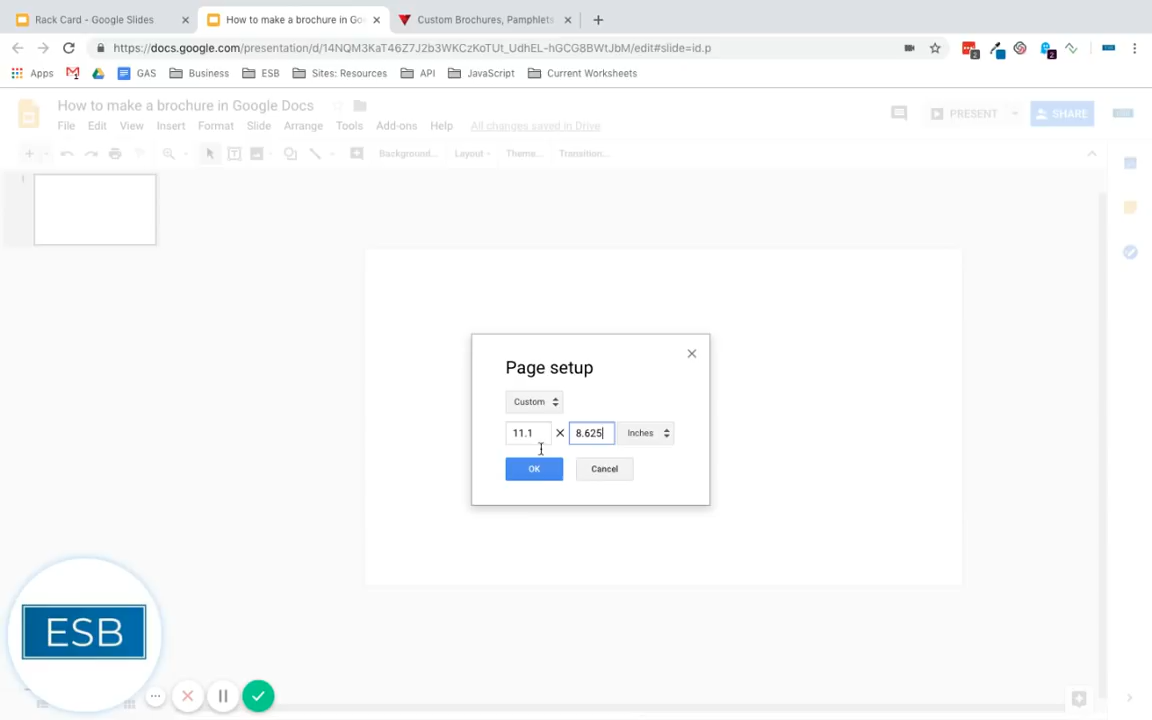 Rack Card - Google Slides
How to make a brochure in Go
Custom Brochures, Pamphlets
https://docs.google.com/presentation/d/14NQM3KaT46Z7J2b3WKCzKoTUt_UdhEL-hGCG8BWtJbM/edit#slide=id.p
2
2
Apps
GAS
Business
ESB
Sites: Resources
API
JavaScript
Current Worksheets
How to make a brochure in Google Docs
PRESENT
SHARE
File Edit View Insert Format Slide Arrange Tools Add-ons Help All changes saved in Drive
Background...
Layout
Theme...
Transition...
1
Page setup
Custom
11.1 × 8.625 Inches
OK Cancel
ESB